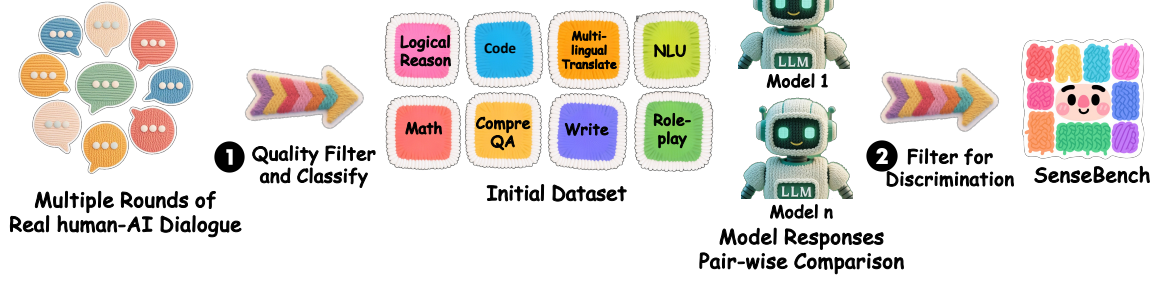 Multiple Rounds of
Real human-AI Dialogue
1 Quality Filter
and Classify
Logical
Reason
Code
Multi-
lingual
Translate
NLU
Math
Compre
QA
Write
Role-
play
Initial Dataset
LLM
Model 1
LLM
Model n
Model Responses
Pair-wise Comparison
2 Filter for
Discrimination
SenseBench